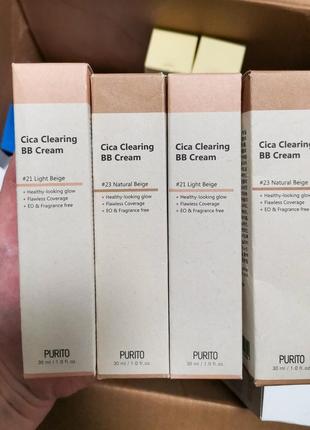 Cica Clearing
BB Cream
#21 Light Beige
• Healthy-looking glow
• Flawless Coverage
• EO & Fragrance free
PURITO
30 ml / 1.0 fl.oz.
Cica Clearing
BB Cream
#23 Natural Beige
• Healthy-looking glow
• Flawless Coverage
• EO & Fragrance free
PURITO
30 ml / 1.0 fl.oz.
Cica Clearing
BB Cream
#21 Light Beige
• Healthy-looking glow
• Flawless Coverage
• EO & Fragrance free
PURITO
30 ml / 1.0 fl.oz.
Cica Clearing
BB Cream
#23 Natural Beige
• Healthy-looking glow
• Flawless Coverage
• EO & Fragrance free
PURITO
30 ml / 1.0 fl.oz.